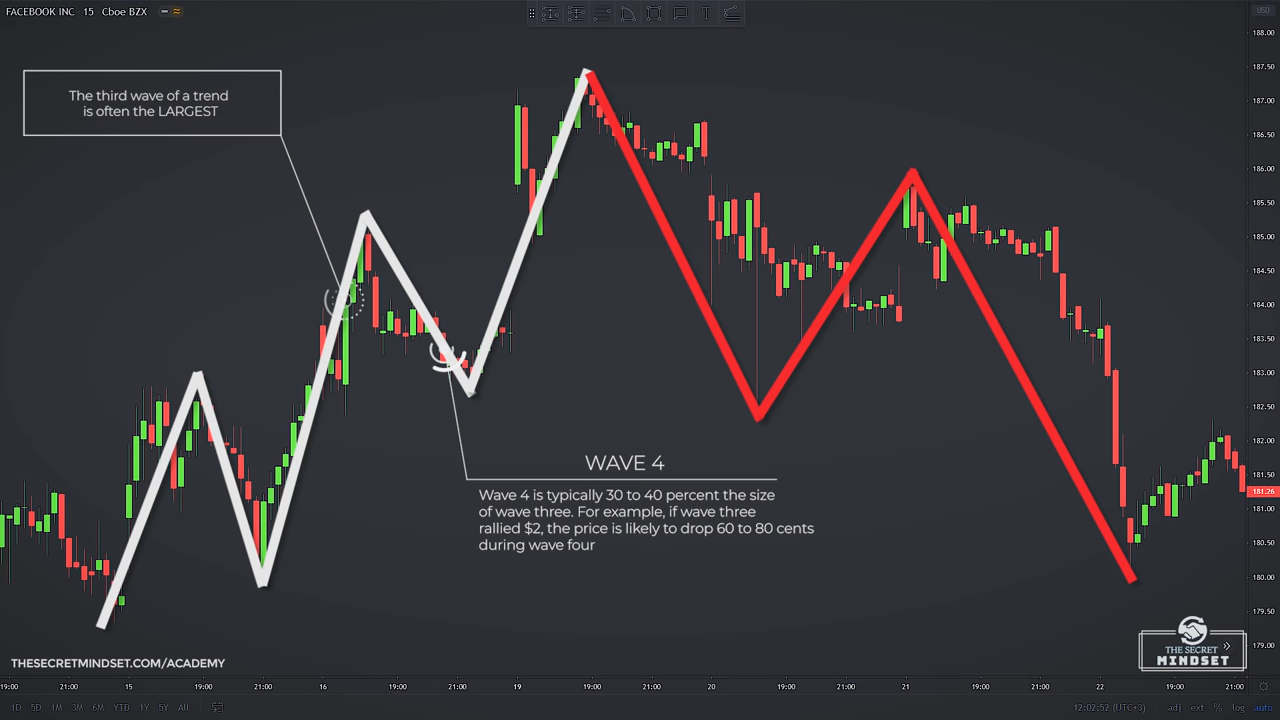 FACEBOOK INC 15 Cboe BZX
T
USD
The third wave of a trend
is often the LARGEST
188.00
187.50
187.00
186.50
186.00
185.50
185.00
184.50
184.00
183.50
183.00
182.50
182.00
181.26
181.00
180.50
180.00
179.50
179.00
WAVE 4
Wave 4 is typically 30 to 40 percent the size
of wave three. For example, if wave three
rallied $2, the price is likely to drop 60 to 80 cents
during wave four
THESECRETMINDSET.COM/ACADEMY
THE SECRET
MINDSET
19:00 21:00 15 19:00 21:00 16 19:00 21:00 19 19:00 21:00 20 19:00 21:00 21 19:00 21:00 22 19:00 21:00
1D 5D 1M 3M 6M YTD 1Y 5Y All 12:02:52 (UTC+3) adj ext % log auto